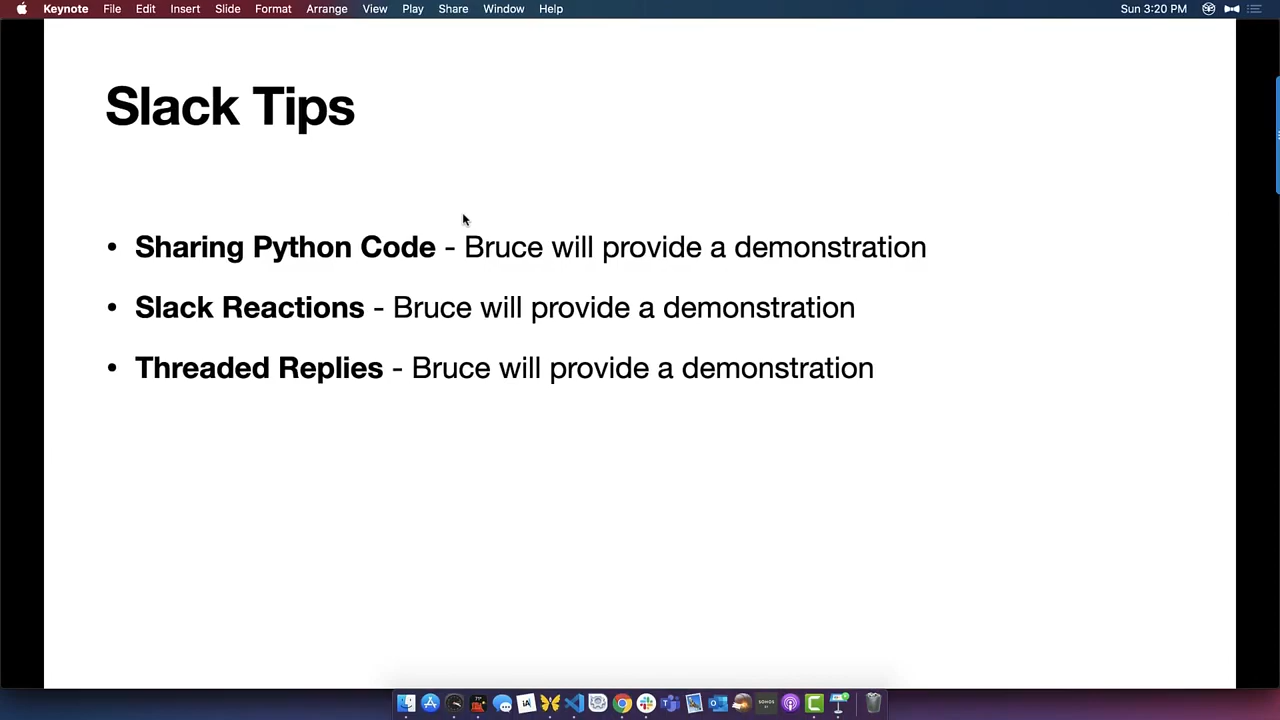 Keynote File Edit Insert Slide Format Arrange View Play Share Window Help Sun 3:20 PM
Slack Tips
• Sharing Python Code - Bruce will provide a demonstration
• Slack Reactions - Bruce will provide a demonstration
• Threaded Replies - Bruce will provide a demonstration